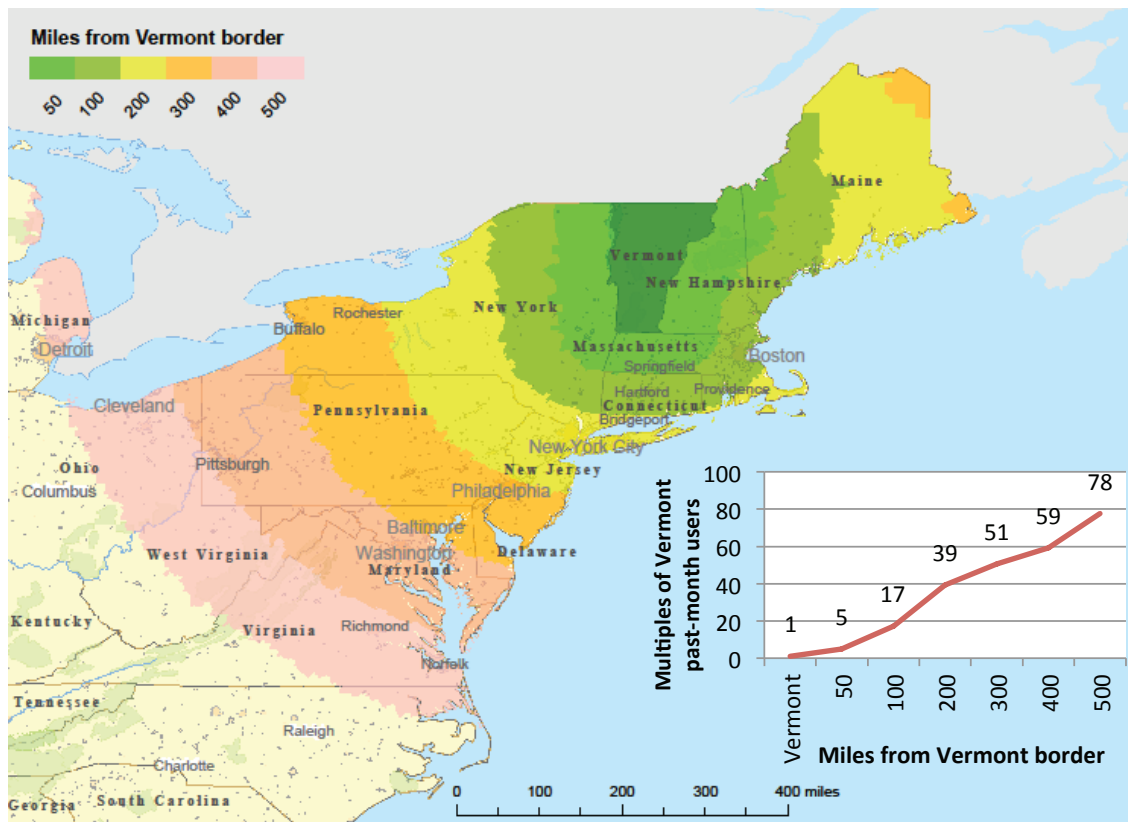 Miles from Vermont border
50 100 200 300 400 500
Maine
Vermont
New Hampshire
New York
Rochester
Buffalo
Michigan
Detroit
Massachusetts
Boston
Springfield
Hartford
Providence
Connecticut
Bridgeport
Cleveland
Pennsylvania
New York City
Ohio
Pittsburgh
New Jersey
Columbus
Philadelphia
Baltimore
Washington
Delaware
West Virginia
Maryland
Kentucky
Virginia
Richmond
Norfolk
Tennessee
Raleigh
Charlotte
Georgia
South Carolina
0 100 200 300 400 miles
Multiples of Vermont
past-month users
100
80
60
40
20
0
1
5
17
39
51
59
78
Vermont
50
100
200
300
400
500
Miles from Vermont border